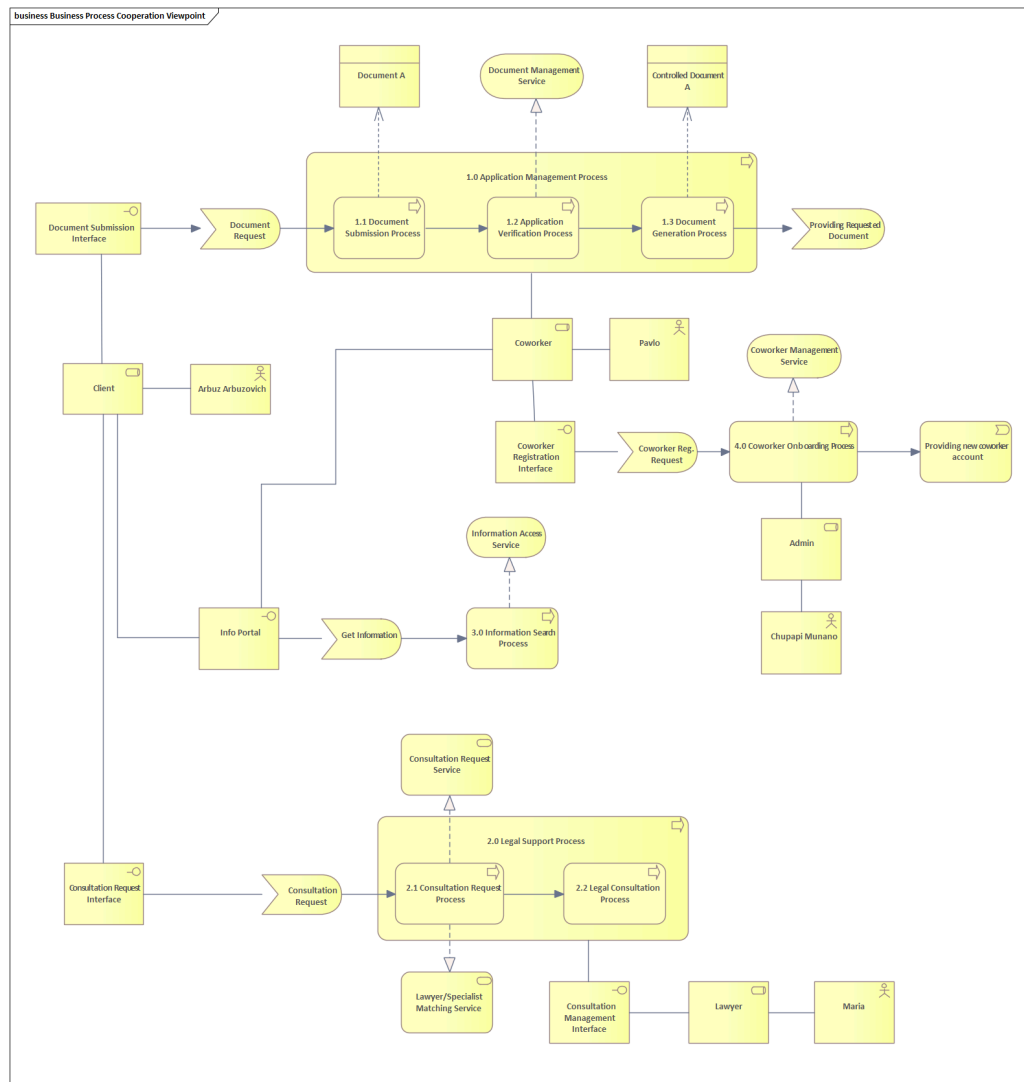 business Business Process Cooperation Viewpoint
Document A
Document Management
Service
Controlled Document
A
1.0 Application Management Process
Document Submission
Interface
Document
Request
1.1 Document
Submission Process
1.2 Application
Verification Process
1.3 Document
Generation Process
Providing Requested
Document
Coworker
Pavlo
Coworker Management
Service
Client
Arbuz Arbuzovich
Coworker
Registration
Interface
Coworker Reg.
Request
4.0 Coworker Onboarding Process
Providing new coworker
account
Information Access
Service
Admin
Info Portal
Get Information
3.0 Information Search
Process
Chupapi Munano
Consultation Request
Service
2.0 Legal Support Process
Consultation Request
Interface
Consultation
Request
2.1 Consultation Request
Process
2.2 Legal Consultation
Process
Lawyer/Specialist
Matching Service
Consultation
Management
Interface
Lawyer
Maria